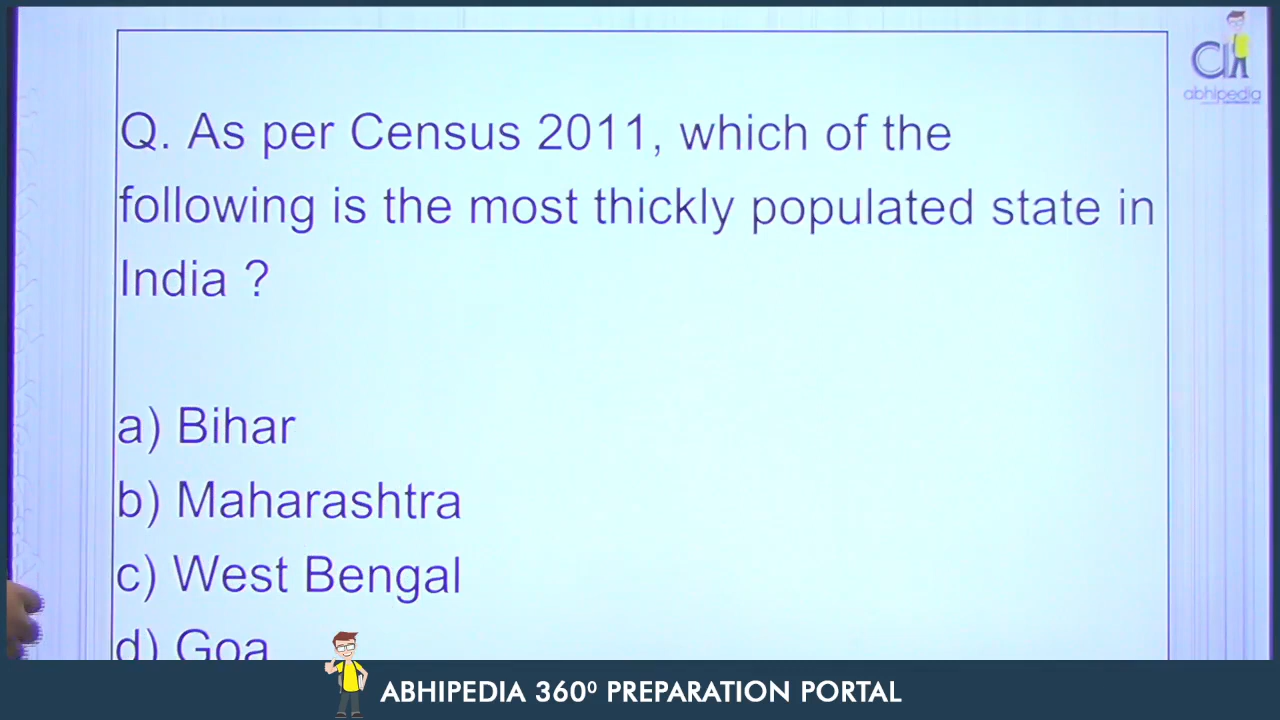 abhipedia
Q. As per Census 2011, which of the
following is the most thickly populated state in
India ?
a) Bihar
b) Maharashtra
c) West Bengal
d) Goa
ABHIPEDIA 360⁰ PREPARATION PORTAL